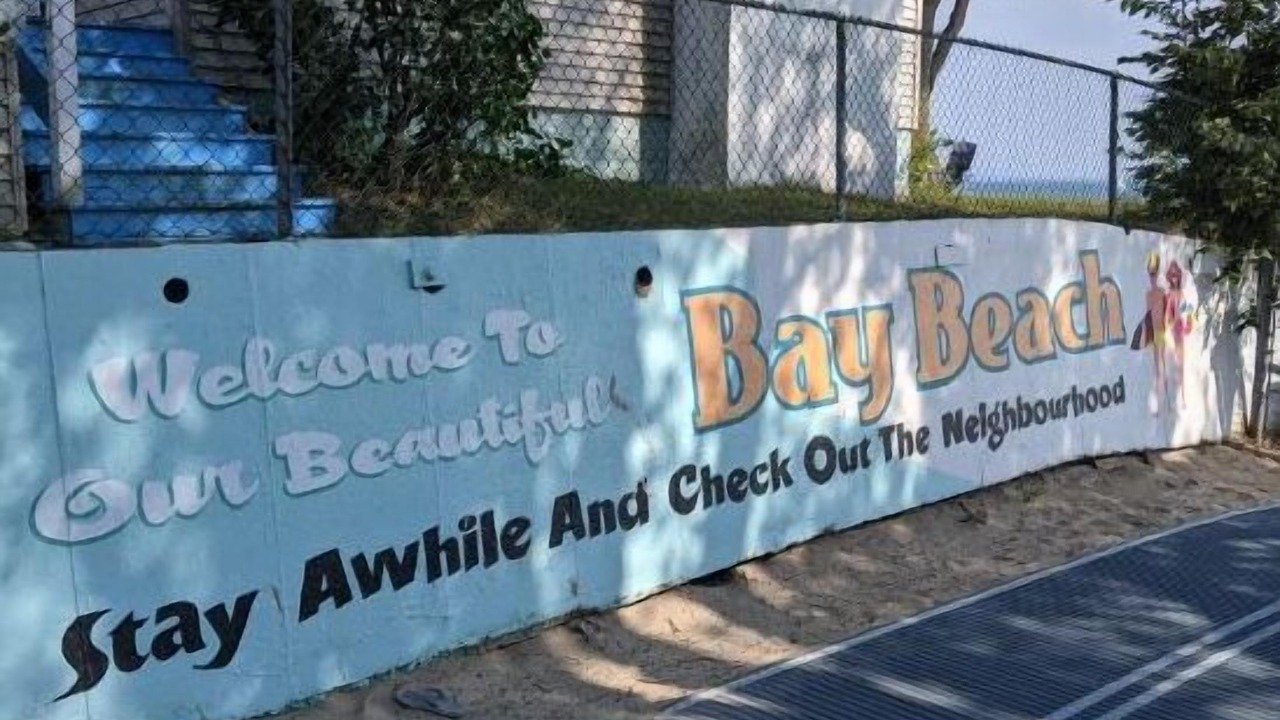 Welcome To
Our Beautiful
Bay Beach
Stay Awhile And Check Out The Neighbourhood